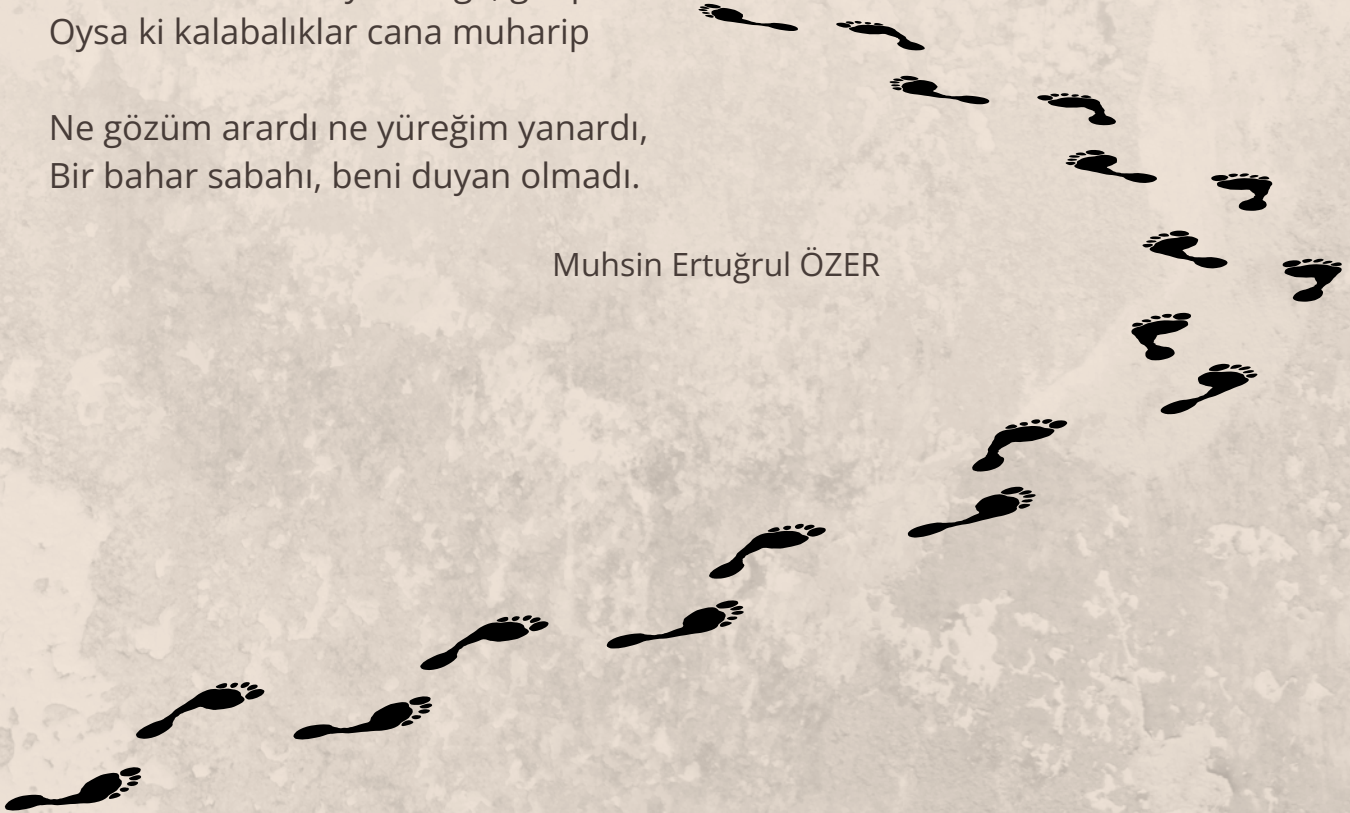 Oysa ki kalabalıklar cana muharip
Ne gözüm arardı ne yüreğim yanardı,
Bir bahar sabahı, beni duyan olmadı.
Muhsin Ertuğrul ÖZER